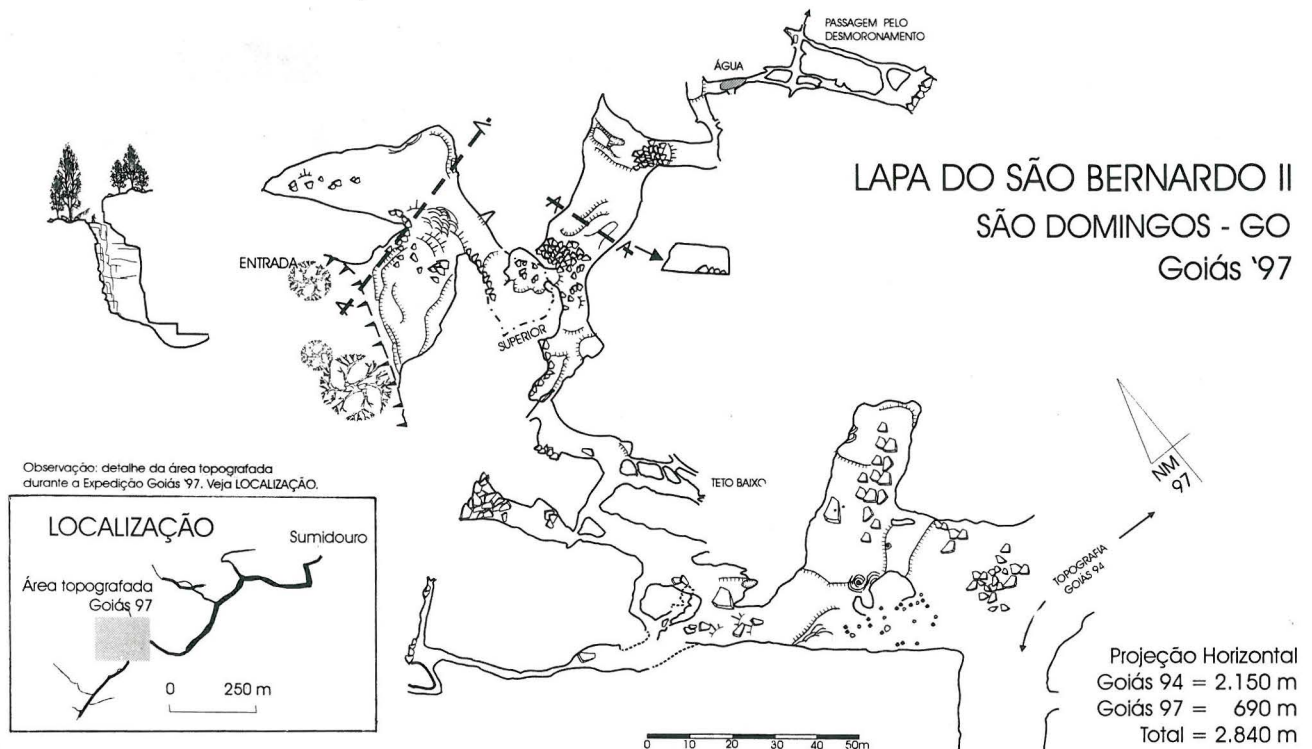 PASSAGEM PELO
DESMORONAMENTO
ÁGUA
LAPA DO SÃO BERNARDO II
SÃO DOMINGOS - GO
Goiás '97
ENTRADA
SUPERIOR
TETO BAIXO
NM
97
TOPOGRAFIA
GOIÁS 94
Observação: detalhe da área topografada
durante a Expedição Goiás '97. Veja LOCALIZAÇÃO.
LOCALIZAÇÃO
Sumidouro
Área topografada
Goiás 97
0 250 m
0 10 20 30 40 50m
Projeção Horizontal
Goiás 94 = 2.150 m
Goiás 97 = 690 m
Total = 2.840 m